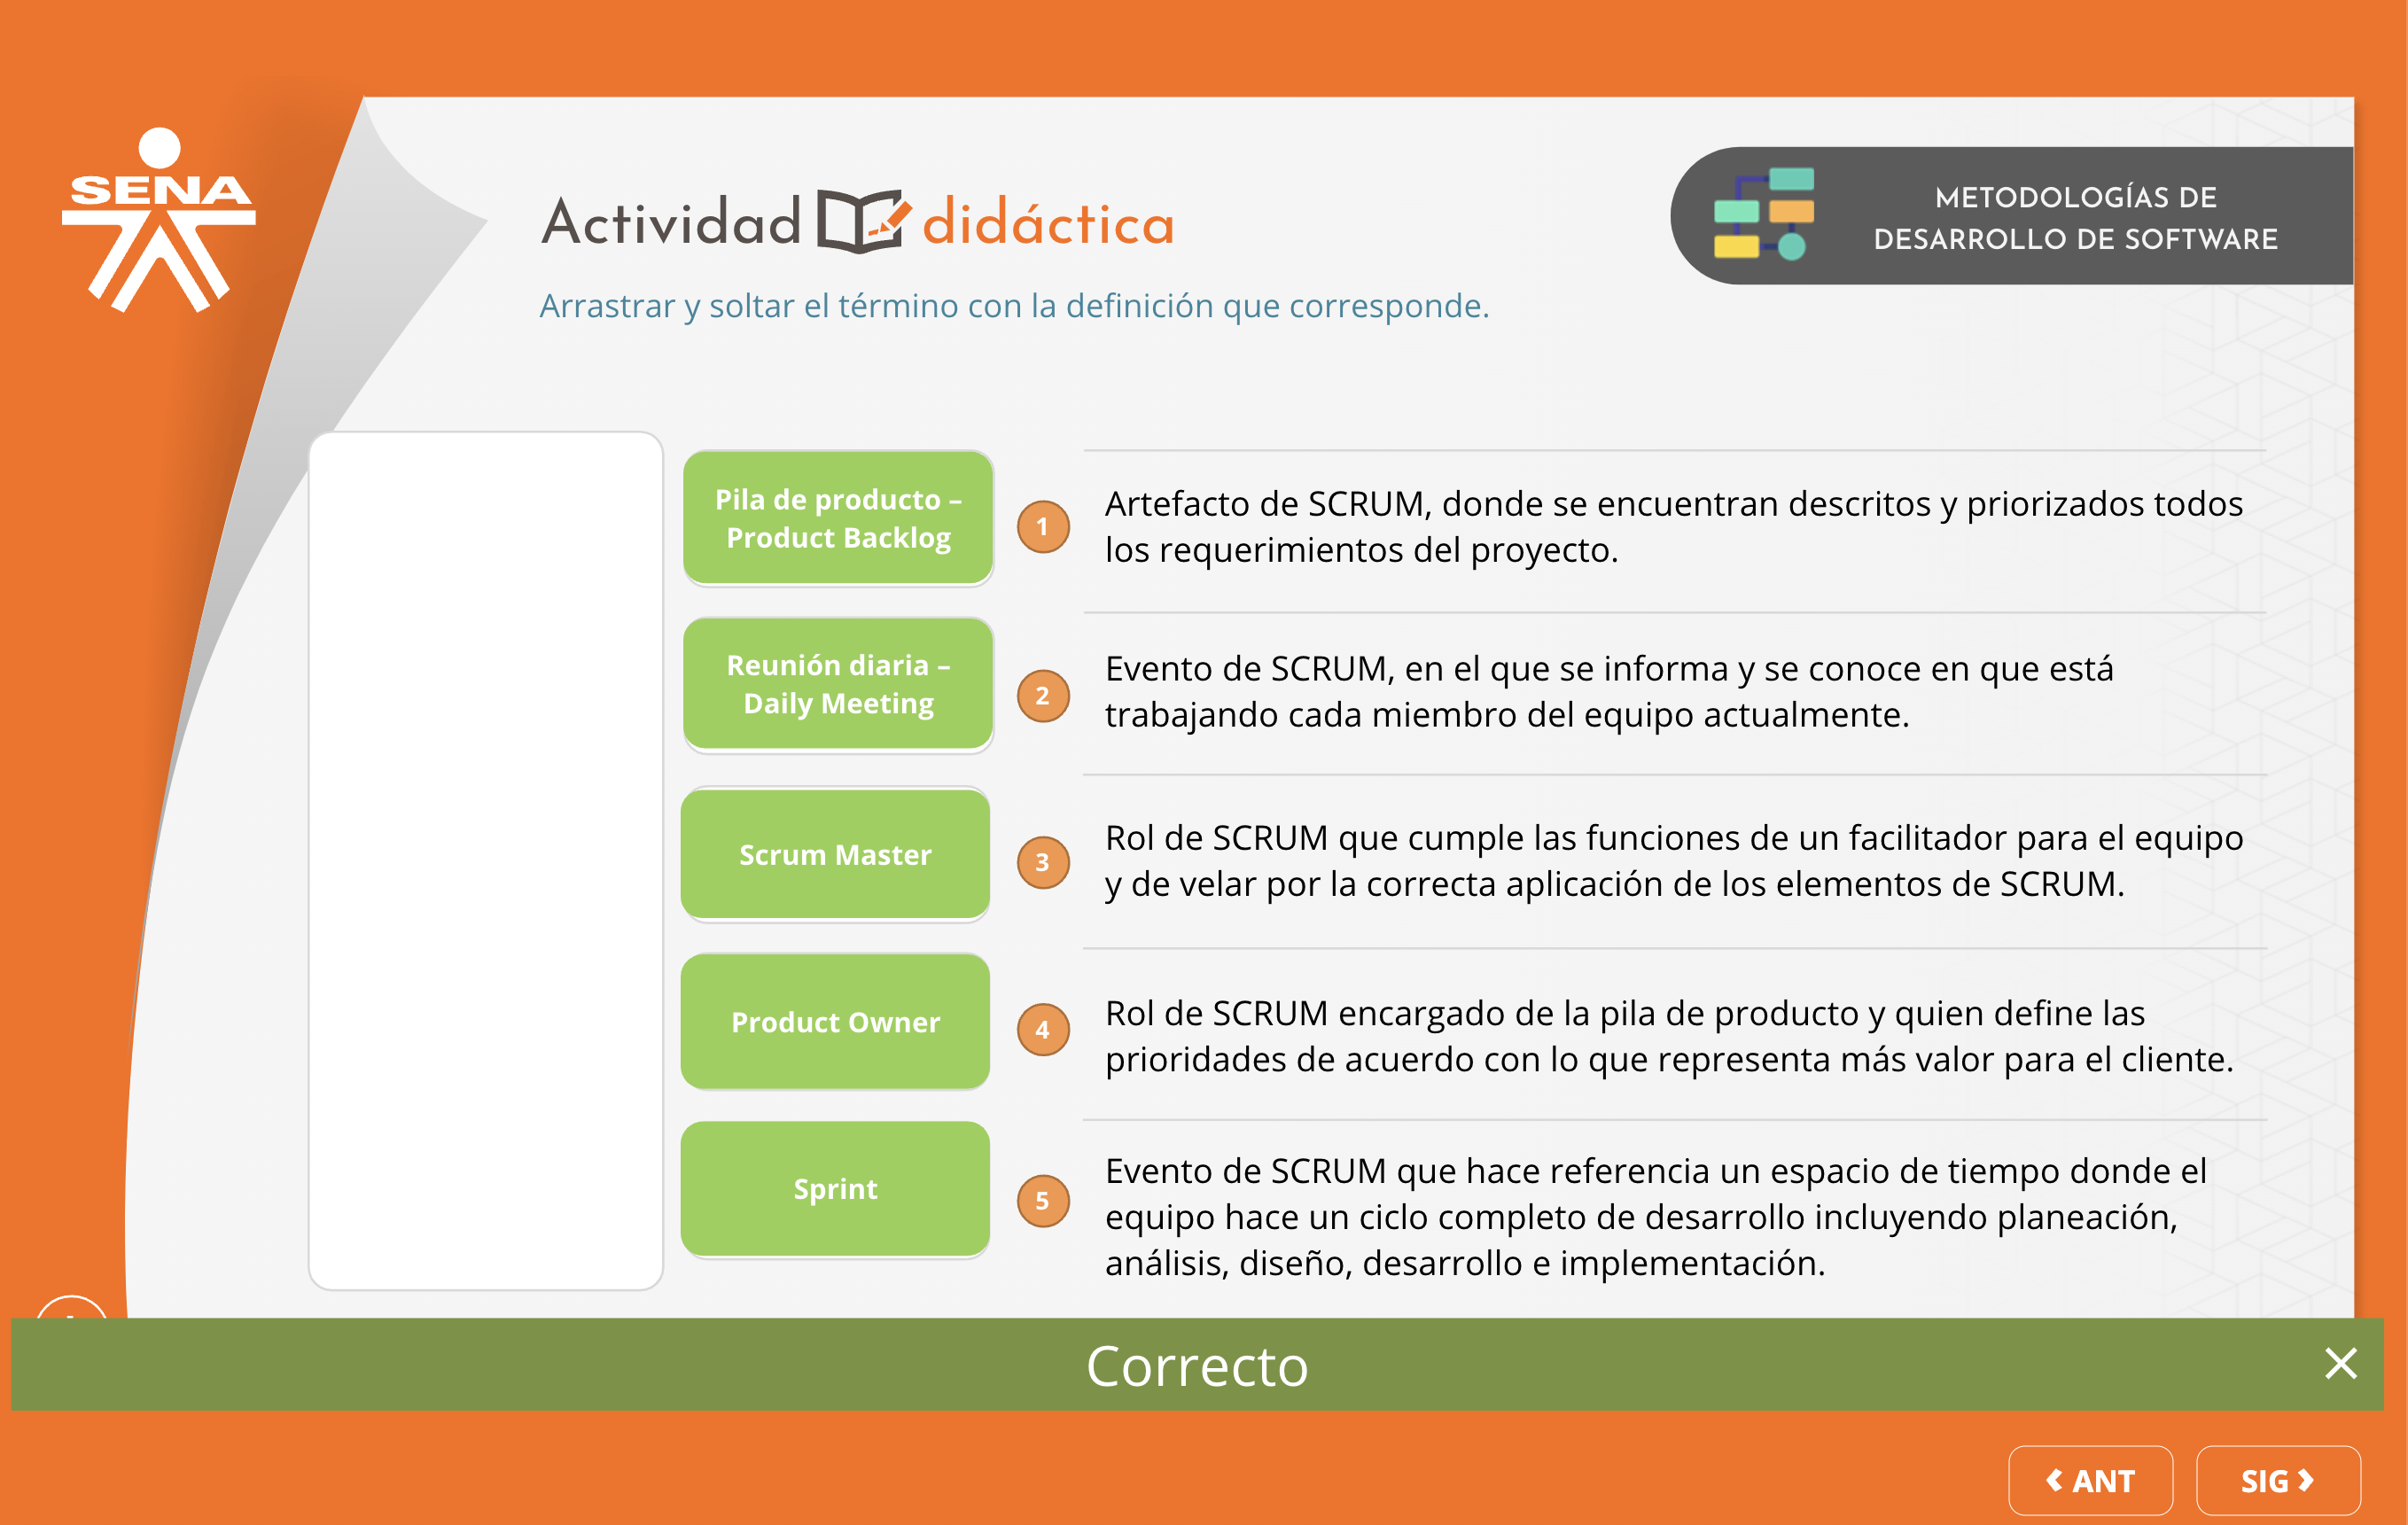 SENA
Actividad didáctica
METODOLOGÍAS DE
DESARROLLO DE SOFTWARE
Arrastrar y soltar el término con la definición que corresponde.
Pila de producto –
Product Backlog
1
Artefacto de SCRUM, donde se encuentran descritos y priorizados todos
los requerimientos del proyecto.
Reunión diaria –
Daily Meeting
2
Evento de SCRUM, en el que se informa y se conoce en que está
trabajando cada miembro del equipo actualmente.
Scrum Master
3
Rol de SCRUM que cumple las funciones de un facilitador para el equipo
y de velar por la correcta aplicación de los elementos de SCRUM.
Product Owner
4
Rol de SCRUM encargado de la pila de producto y quien define las
prioridades de acuerdo con lo que representa más valor para el cliente.
Sprint
5
Evento de SCRUM que hace referencia un espacio de tiempo donde el
equipo hace un ciclo completo de desarrollo incluyendo planeación,
análisis, diseño, desarrollo e implementación.
Correcto
ANT
SIG